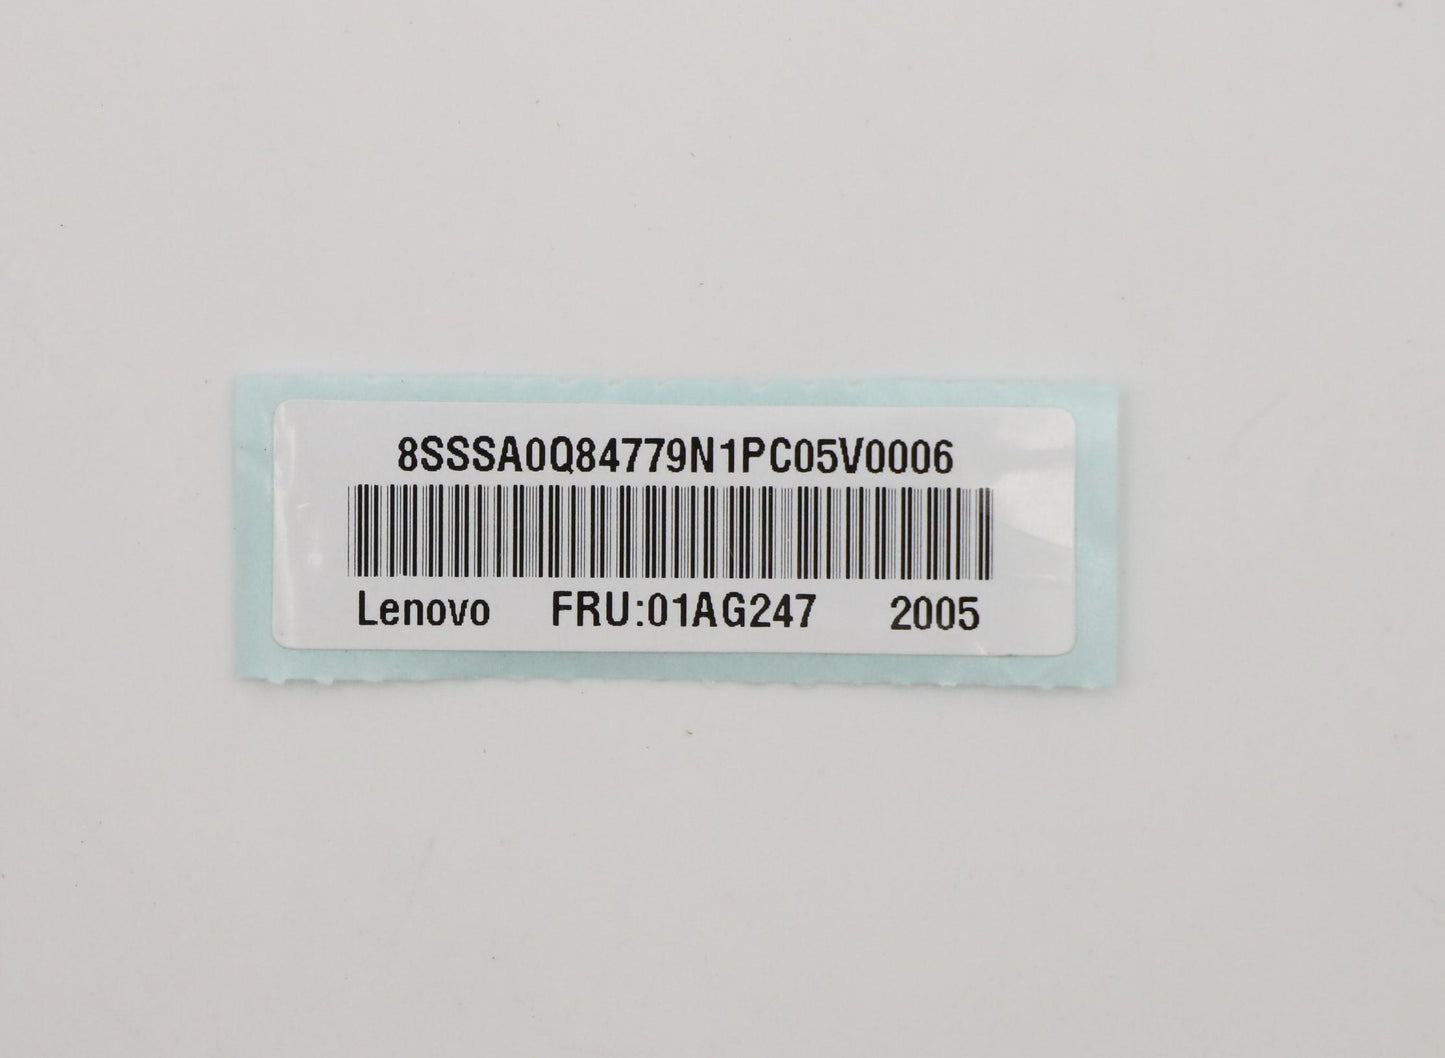 8SSSA0Q84779N1PC05V0006
Lenovo FRU:01AG247 2005